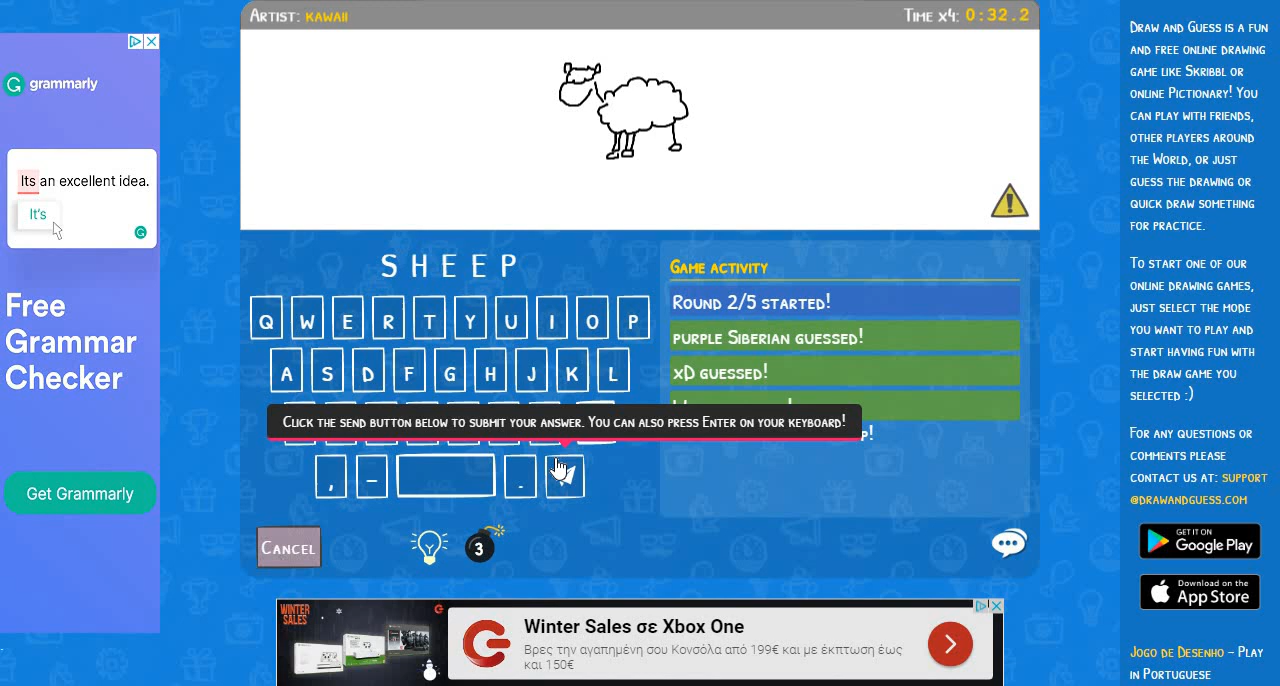 Artist: kawaii
Time x4: 0:32.2
grammarly
Its an excellent idea.
It's
Free
Grammar
Checker
Get Grammarly
SHEEP
Q W E R T Y U I O P
A S D F G H J K L
Click the send button below to submit your answer. You can also press Enter on your keyboard!
, - .
Cancel
3
Game activity
Round 2/5 started!
purple Siberian guessed!
xD guessed!
Draw and Guess is a fun
and free online drawing
game like Skribbl or
online Pictionary! You
can play with friends,
other players around
the World, or just
guess the drawing or
quick draw something
for practice.
To start one of our
online drawing games,
just select the mode
you want to play and
start having fun with
the draw game you
selected :)
For any questions or
comments please
contact us at: support
@drawandguess.com
GET IT ON
Google Play
Download on the
App Store
Jogo de Desenho - Play
in Portuguese
WINTER
SALES
Winter Sales σε Xbox One
Βρες την αγαπημένη σου Κονσόλα από 199€ και με έκπτωση έως
και 150€